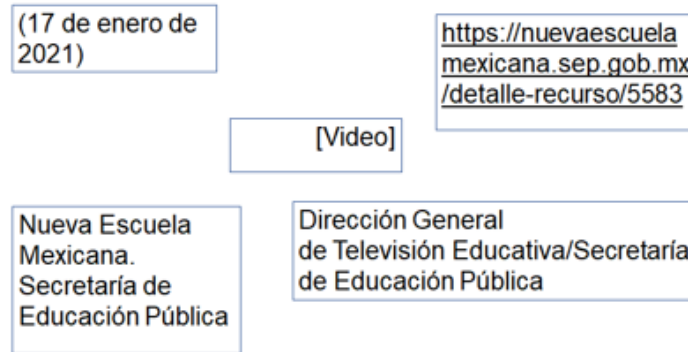 (17 de enero de
2021)
https://nuevaescuela
mexicana.sep.gob.mx
/detalle-recurso/5583
[Video]
Nueva Escuela
Mexicana.
Secretaría de
Educación Pública
Dirección General
de Televisión Educativa/Secretaría
de Educación Pública